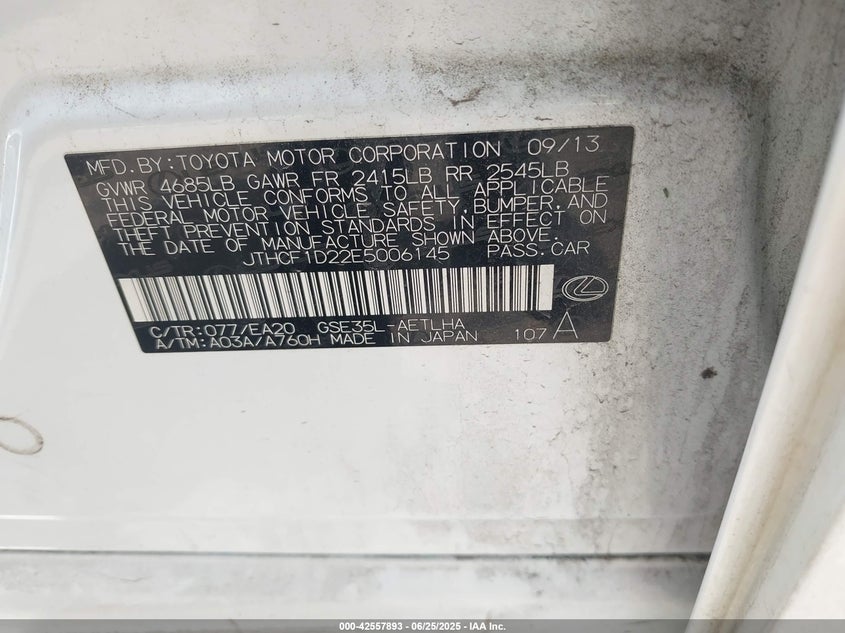 MFD.BY:TOYOTA MOTOR CORPORATION 09/13
GVWR 4685LB GAWR FR 2415LB RR 2545LB
THIS VEHICLE CONFORMS TO ALL APPLICABLE
FEDERAL MOTOR VEHICLE SAFETY,BUMPER,AND
THEFT PREVENTION STANDARDS IN EFFECT ON
THE DATE OF MANUFACTURE SHOWN ABOVE.
JTHCF1D22E5006145 PASS.CAR
C/TR:077/EA20 GSE35L-AETLHA
A/TM:A03A/A760H MADE IN JAPAN 107 A
000-42557893 - 06/25/2025 - IAA Inc.